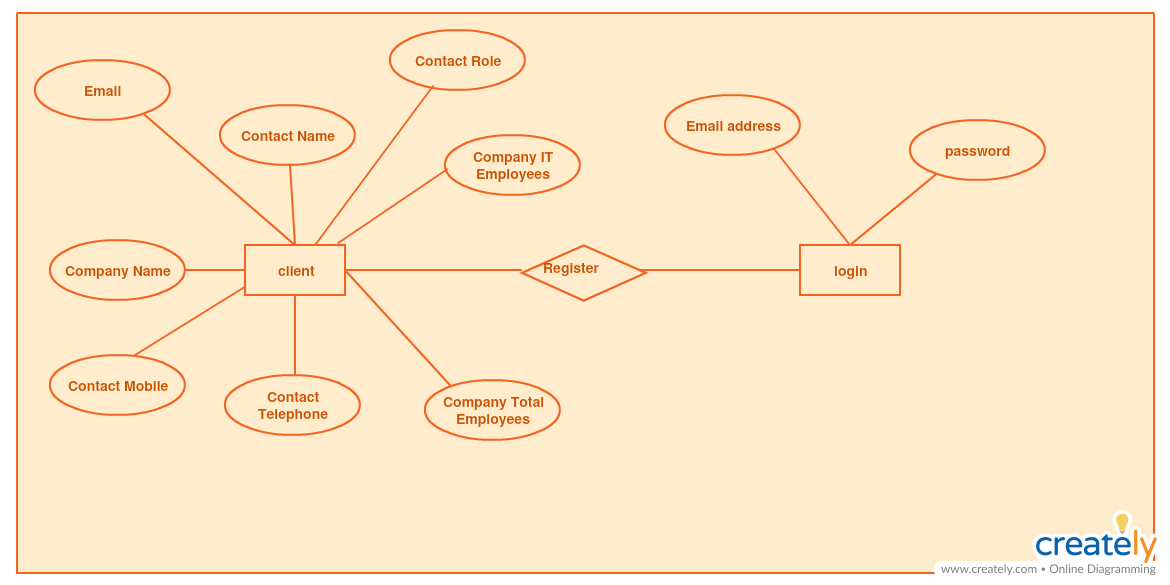 Contact Role
Email
Contact Name
Email address
Company IT
Employees
password
Company Name
client
Register
login
Contact Mobile
Contact
Telephone
Company Total
Employees
creately
www.creately.com • Online Diagramming